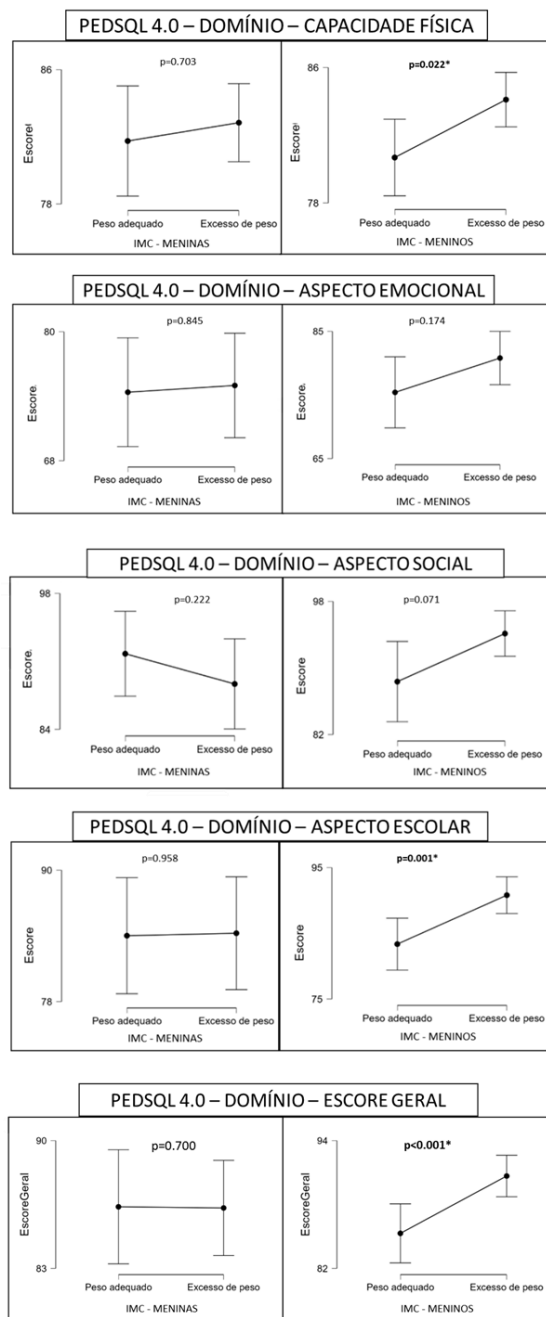 PEDSQL 4.0 – DOMÍNIO – CAPACIDADE FÍSICA
p=0.703
86
Escore
78
Peso adequado Excesso de peso
IMC - MENINAS
p=0.022*
86
Escore
78
Peso adequado Excesso de peso
IMC - MENINOS
PEDSQL 4.0 – DOMÍNIO – ASPECTO EMOCIONAL
p=0.845
80
Escore.
68
Peso adequado Excesso de peso
IMC - MENINAS
p=0.174
85
Escore.
65
Peso adequado Excesso de peso
IMC - MENINOS
PEDSQL 4.0 – DOMÍNIO – ASPECTO SOCIAL
p=0.222
98
Escore.
84
Peso adequado Excesso de peso
IMC - MENINAS
p=0.071
98
Escore
82
Peso adequado Excesso de peso
IMC - MENINOS
PEDSQL 4.0 – DOMÍNIO – ASPECTO ESCOLAR
p=0.958
90
Escore
78
Peso adequado Excesso de peso
IMC - MENINAS
p=0.001*
95
Escore
75
Peso adequado Excesso de peso
IMC - MENINOS
PEDSQL 4.0 – DOMÍNIO – ESCORE GERAL
p=0.700
90
EscoreGeral
83
Peso adequado Excesso de peso
IMC - MENINAS
p<0.001*
94
EscoreGeral
82
Peso adequado Excesso de peso
IMC - MENINOS